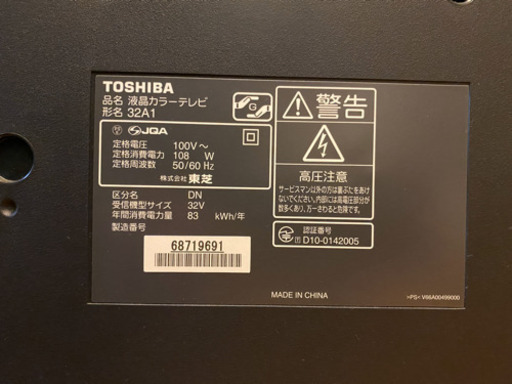 TOSHIBA
品名 液晶カラーテレビ
形名 32A1
JQA
定格電圧 100V～
定格消費電力 108 W
定格周波数 50/60 Hz
株式会社 東芝
区分名 DN
受信機型サイズ 32V
年間消費電力量 83 kWh/年
製造番号
68719691
G
警告
高圧注意
サービスマン以外の方は裏ぶたをあけ
ないでください。内部には高電圧部分が
数多くあり、万一さわると危険です。
認証番号
D10-0142005
MADE IN CHINA
>PS< V66A00499000